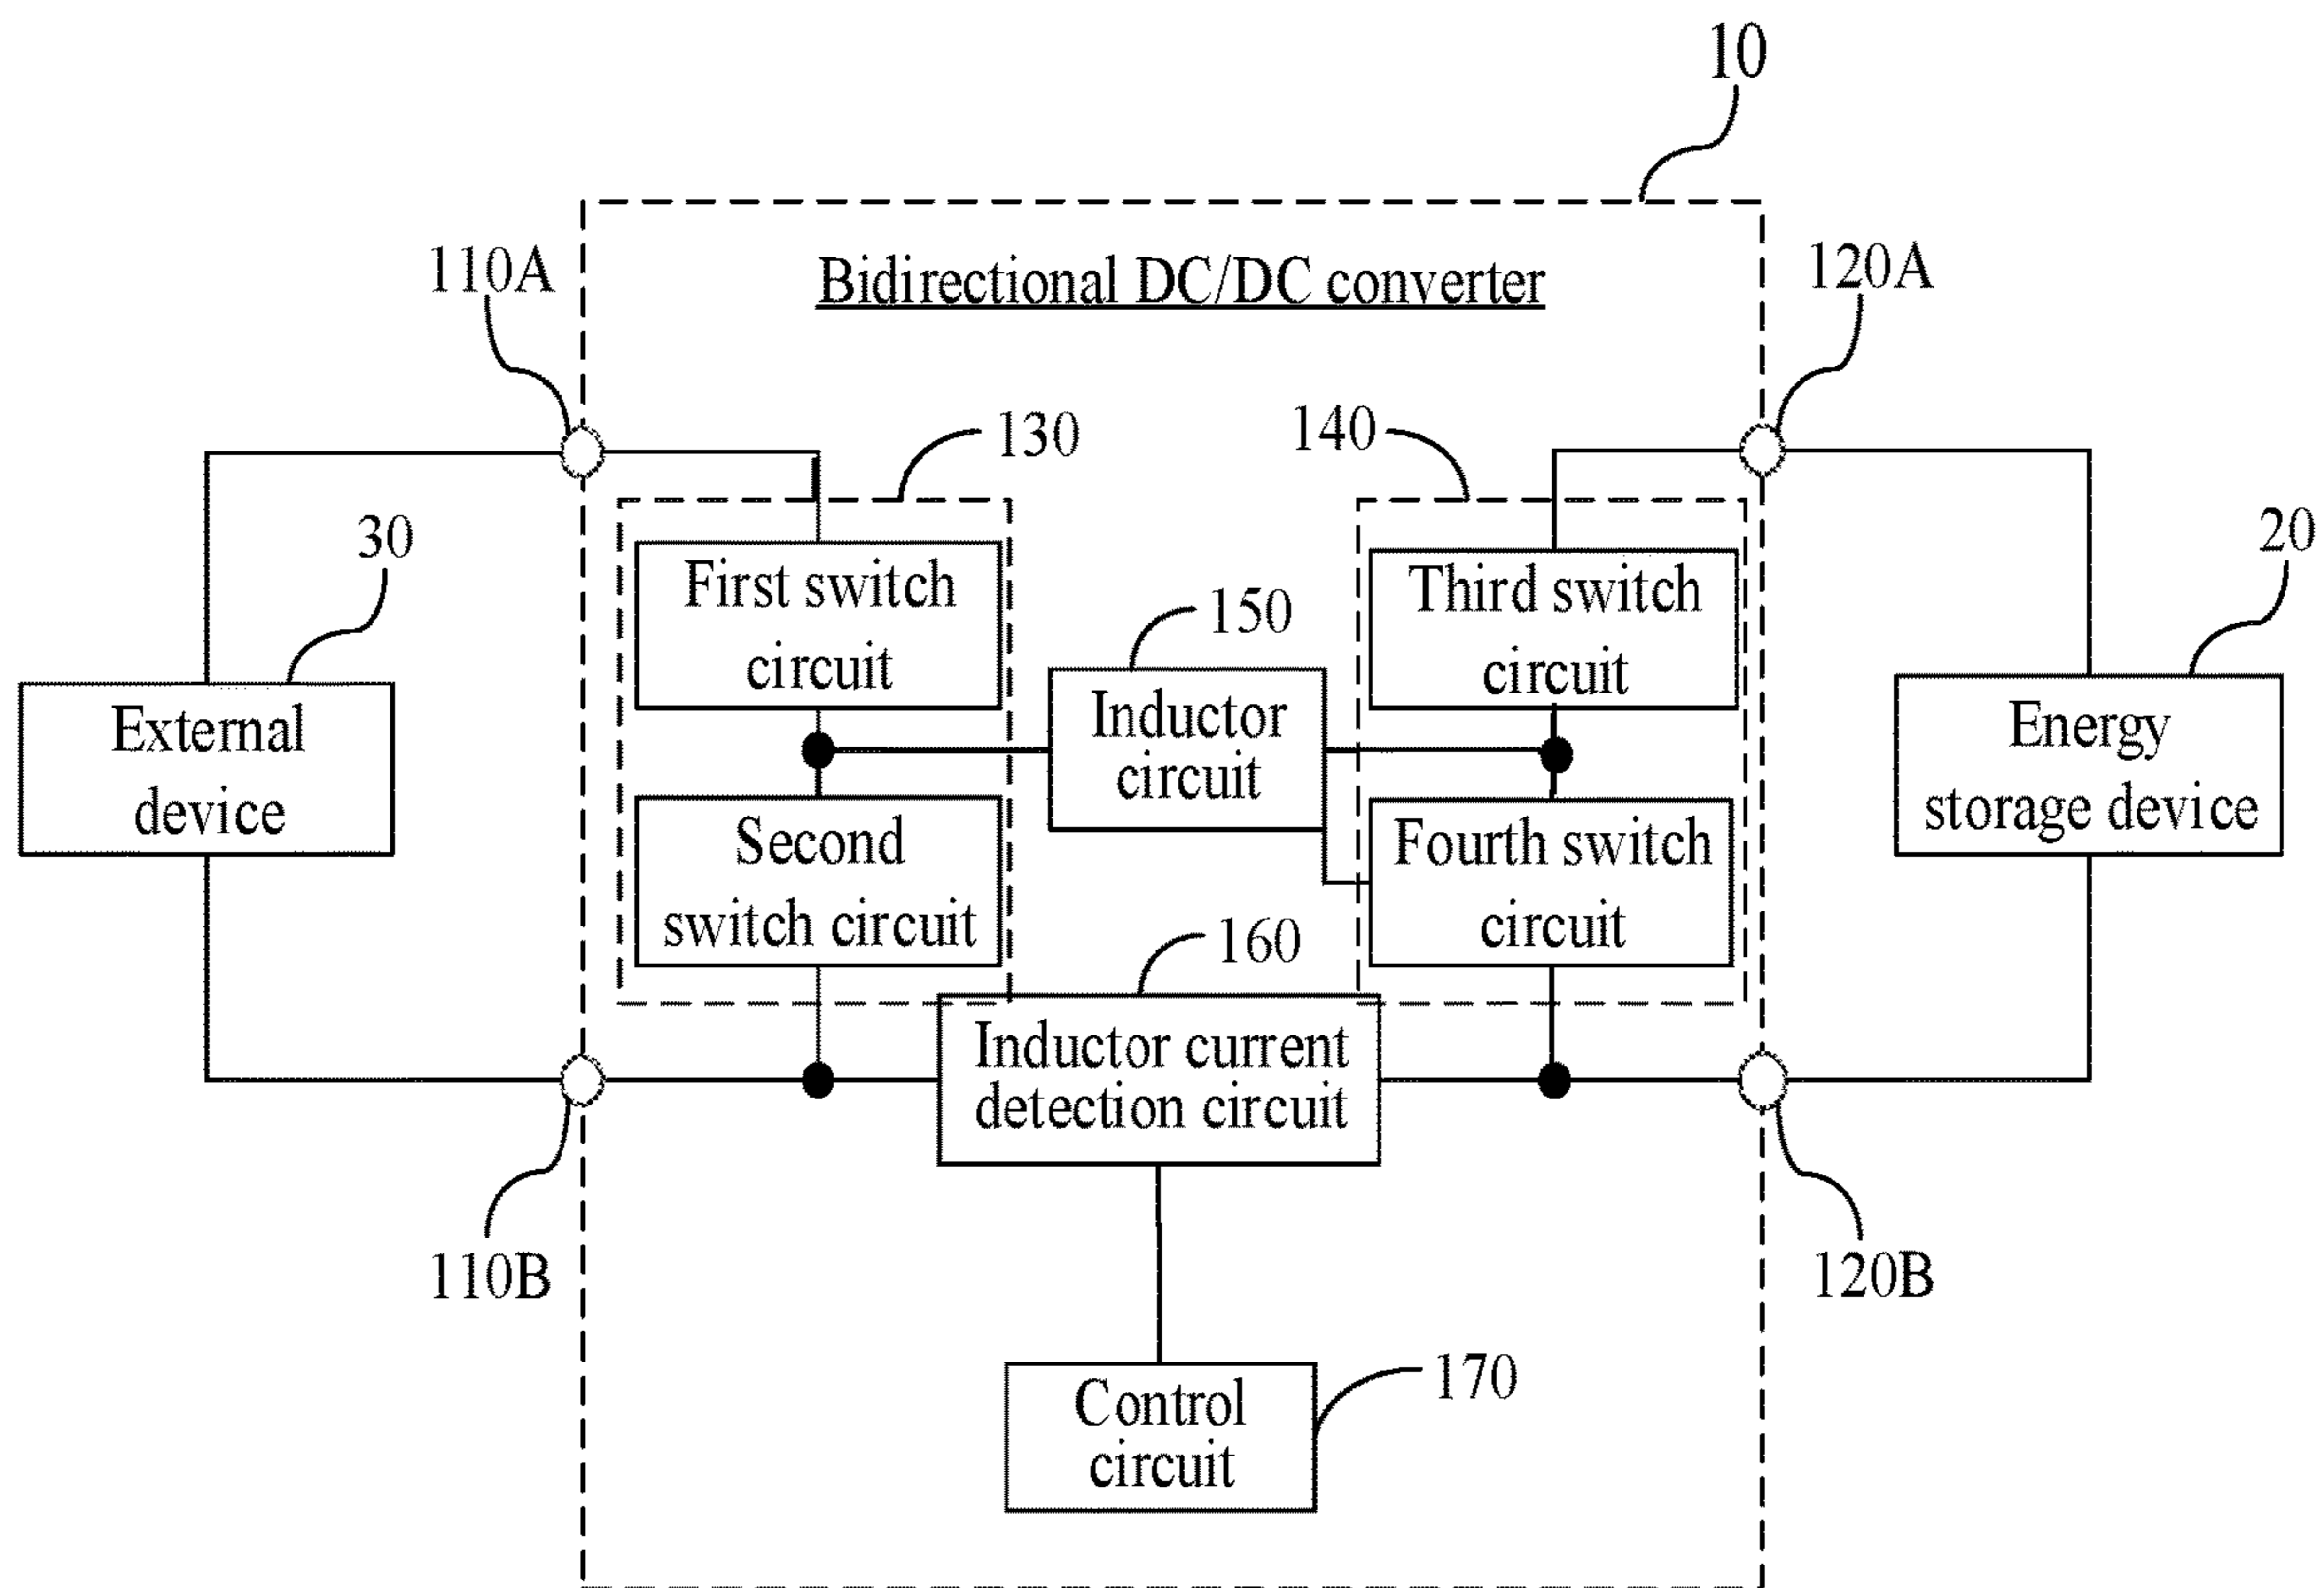 10
110A
Bidirectional DC/DC converter
120A
130
140
30
First switch
circuit
150
Third switch
circuit
20
External
device
Inductor
circuit
Energy
storage device
Second
switch circuit
Fourth switch
circuit
160
Inductor current
detection circuit
110B
120B
Control
circuit
170